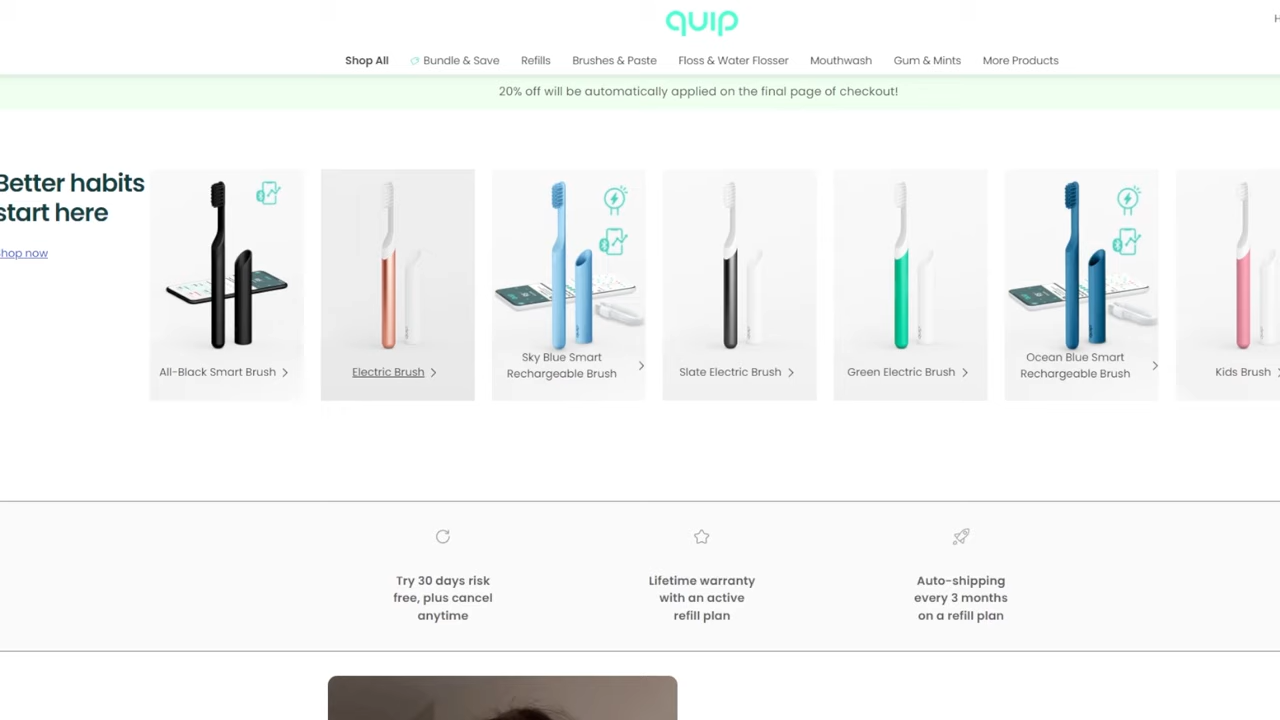 quip
H
Shop All Bundle & Save Refills Brushes & Paste Floss & Water Flosser Mouthwash Gum & Mints More Products
20% off will be automatically applied on the final page of checkout!
Better habits
start here
Shop now
All-Black Smart Brush
Electric Brush
Sky Blue Smart
Rechargeable Brush
Slate Electric Brush
Green Electric Brush
Ocean Blue Smart
Rechargeable Brush
Kids Brush
Try 30 days risk
free, plus cancel
anytime
Lifetime warranty
with an active
refill plan
Auto-shipping
every 3 months
on a refill plan